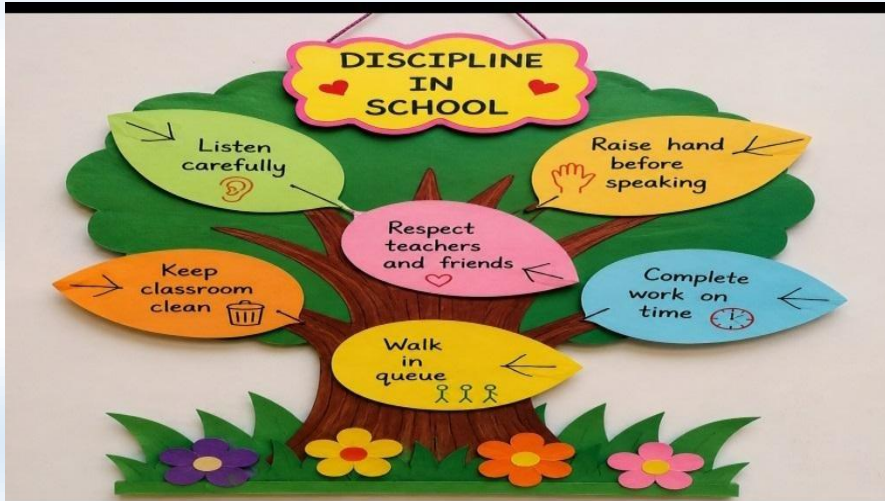 DISCIPLINE
IN
SCHOOL
Listen
carefully
Raise hand
before
speaking
Respect
teachers
and friends
Keep
classroom
clean
Complete
work on
time
Walk
in
queue